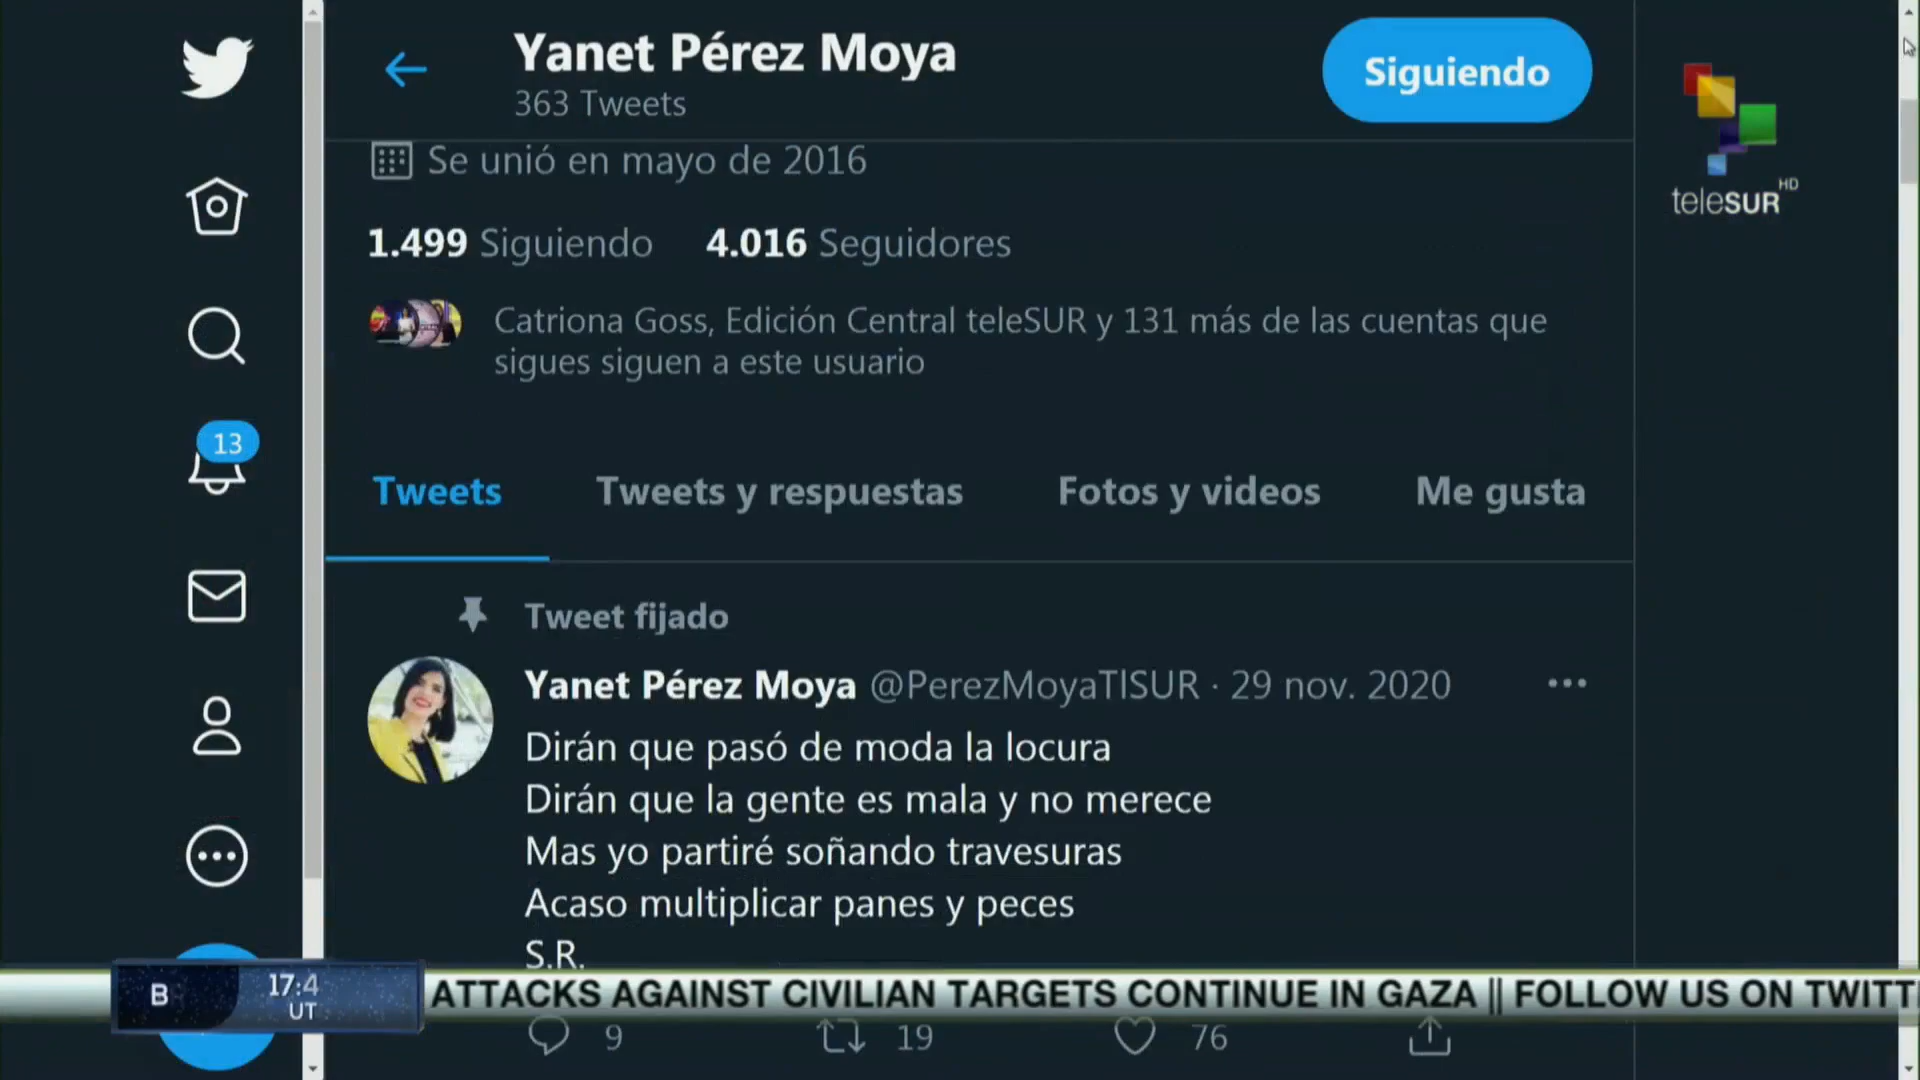 Yanet Pérez Moya
363 Tweets
Siguiendo
Se unió en mayo de 2016
1.499 Siguiendo 4.016 Seguidores
Catriona Goss, Edición Central teleSUR y 131 más de las cuentas que
sigues siguen a este usuario
13
Tweets Tweets y respuestas Fotos y videos Me gusta
Tweet fijado
Yanet Pérez Moya @PerezMoyaTlSUR · 29 nov. 2020
Dirán que pasó de moda la locura
Dirán que la gente es mala y no merece
Mas yo partiré soñando travesuras
Acaso multiplicar panes y peces
S.R.
9 19 76
teleSUR HD
B 17:4
UT
ATTACKS AGAINST CIVILIAN TARGETS CONTINUE IN GAZA || FOLLOW US ON TWITT